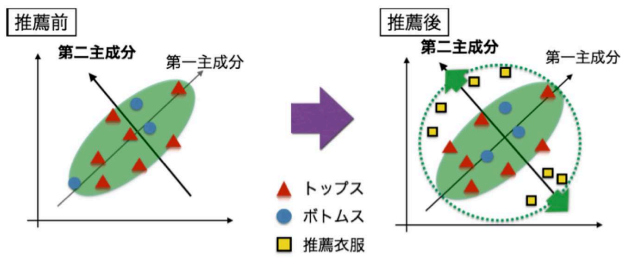 推薦前
第二主成分
第一主成分
推薦後
第二主成分
第一主成分
トップス
ボトムス
推薦衣服